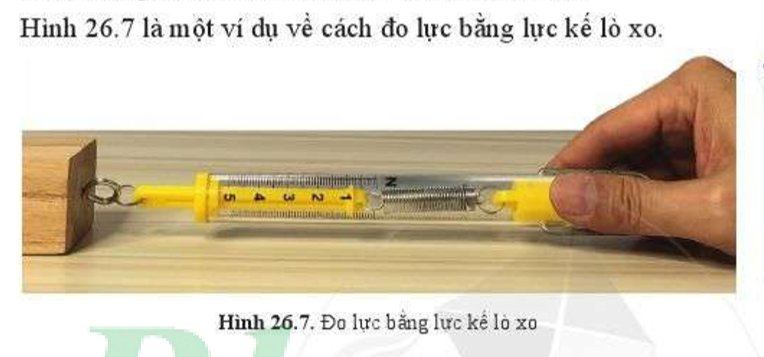 Hình 26.7 là một ví dụ về cách đo lực bằng lực kế lò xo.
5 4 3 2 1 N
Hình 26.7. Đo lực bằng lực kế lò xo